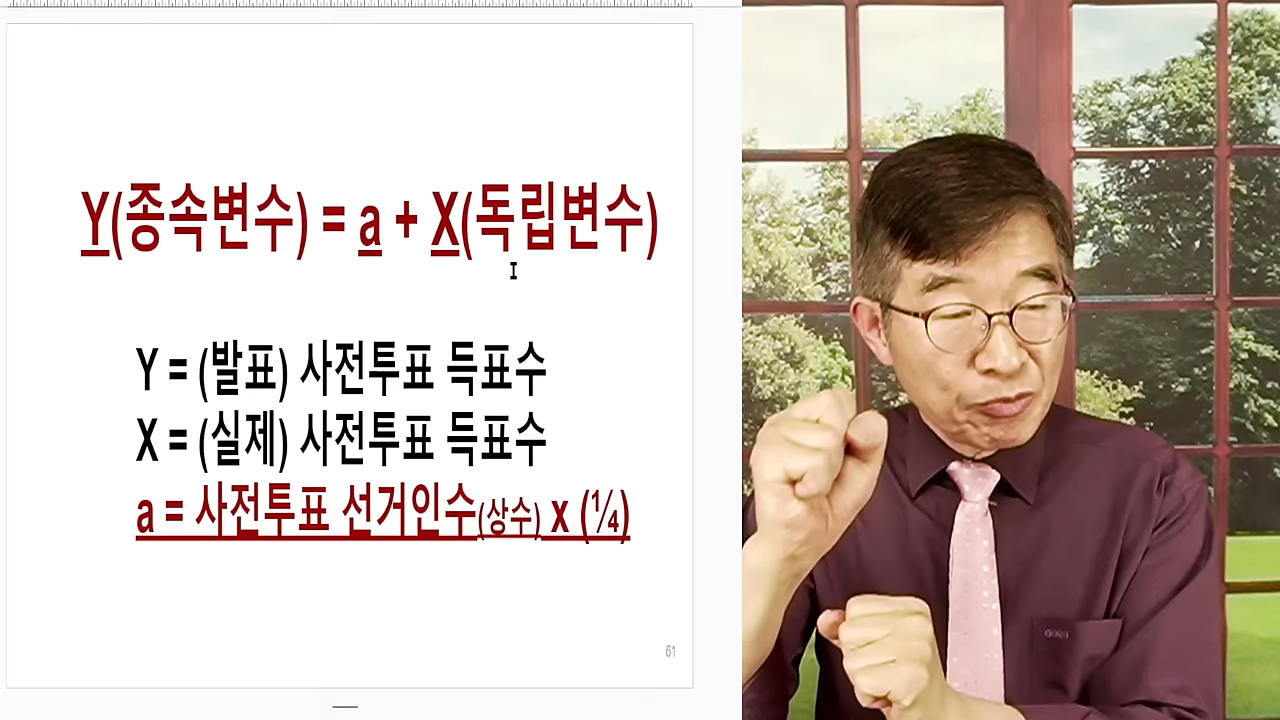 Y(종속변수) = a + X(독립변수)
Y = (발표) 사전투표 득표수
X = (실제) 사전투표 득표수
a = 사전투표 선거인수(상수) x (¼)
61